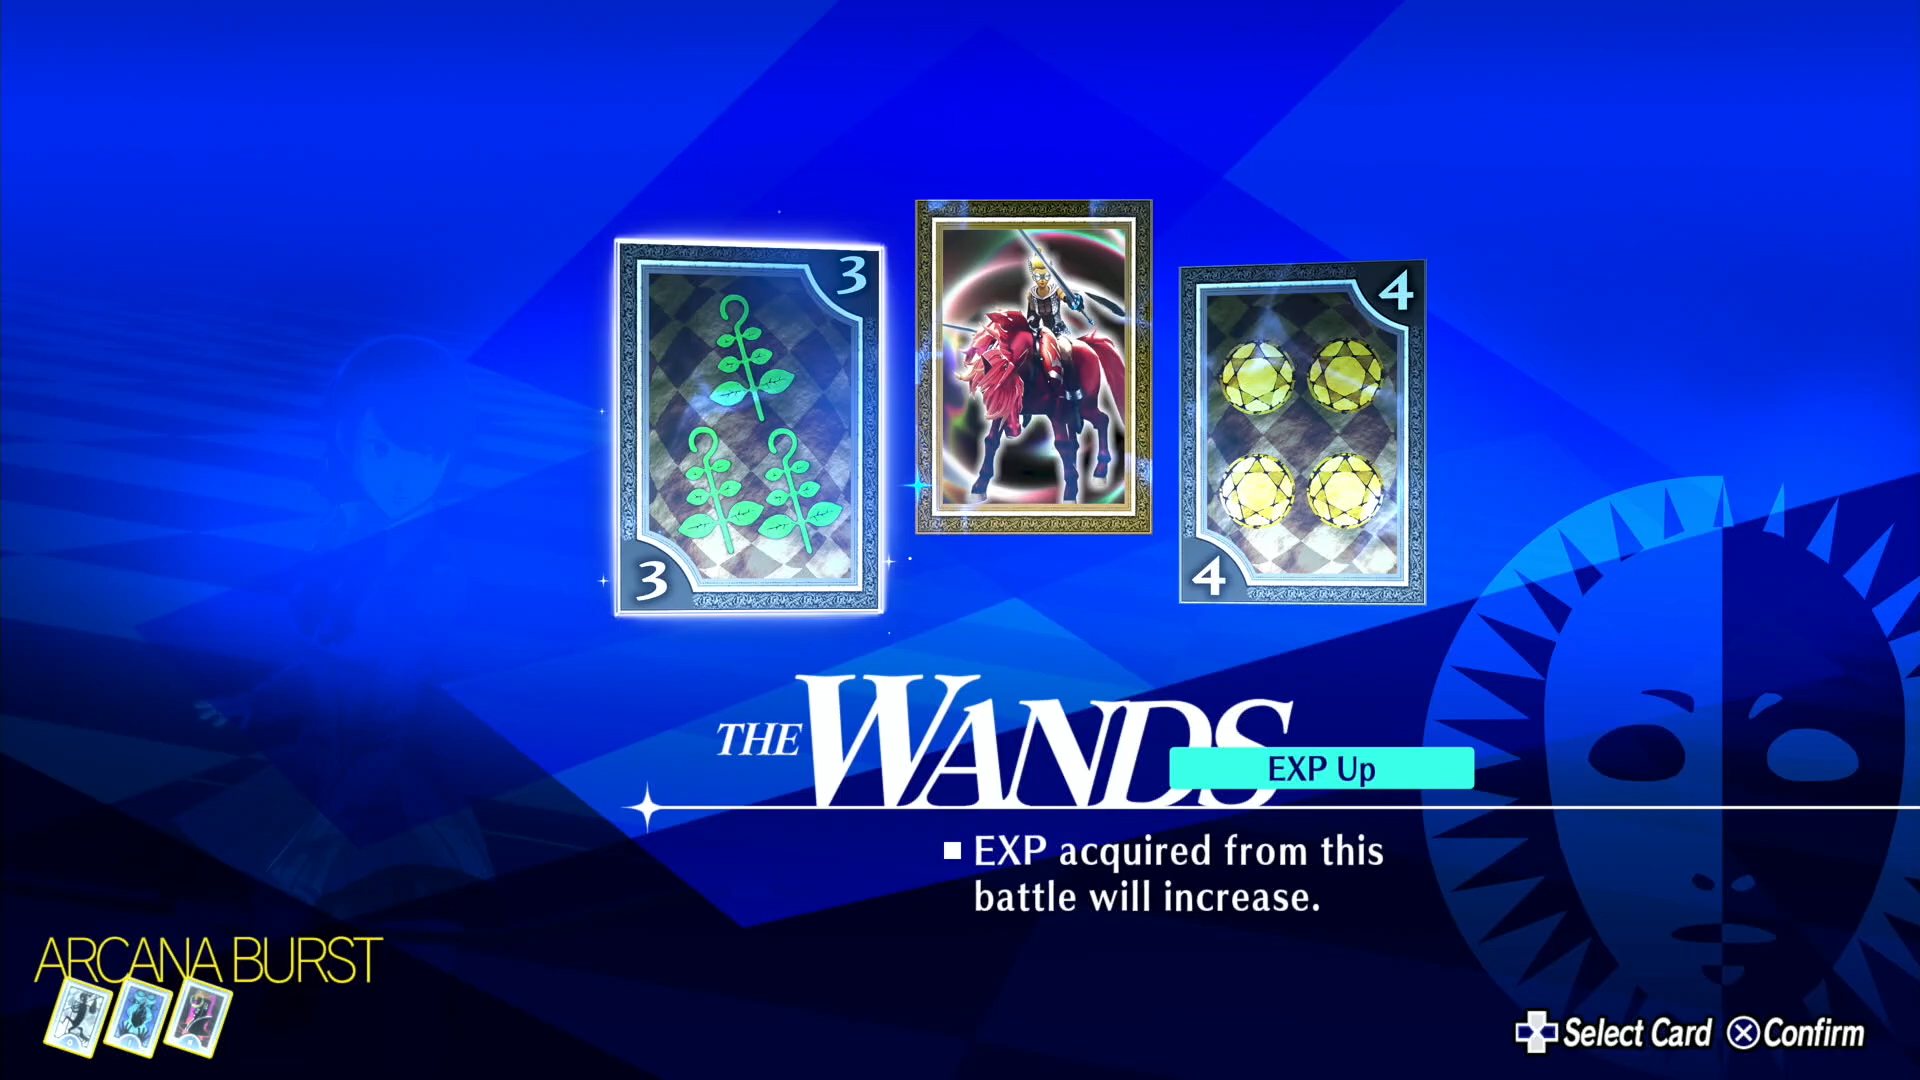 3
3
4
4
THE WANDS
EXP Up
EXP acquired from this
battle will increase.
ARCANA BURST
0
I
Select Card
Confirm